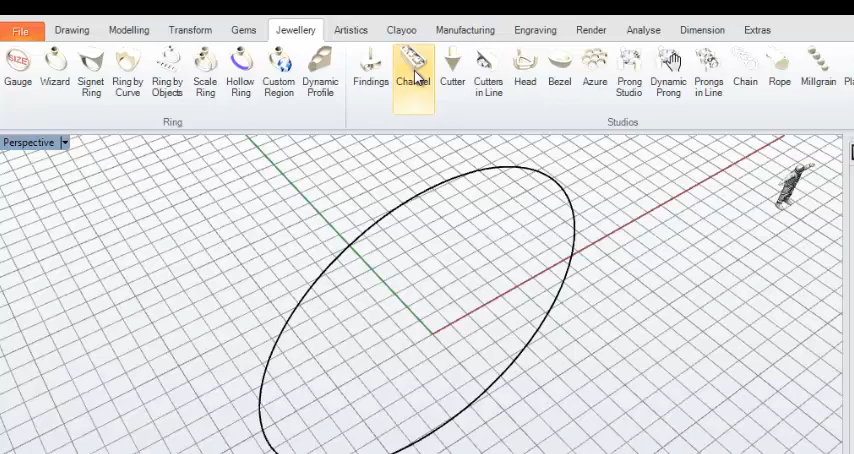 File Drawing Modelling Transform Gems Jewellery Artistics Clayoo Manufacturing Engraving Render Analyse Dimension Extras
SIZE
Gauge Wizard Signet Ring by Ring by Scale Hollow Custom Dynamic Findings Channel Cutter Cutters Head Bezel Azure Prong Dynamic Prongs Chain Rope Millgrain
Ring Curve Objects Ring Ring Region Profile in Line Studio Prong in Line
Ring Studios
Perspective